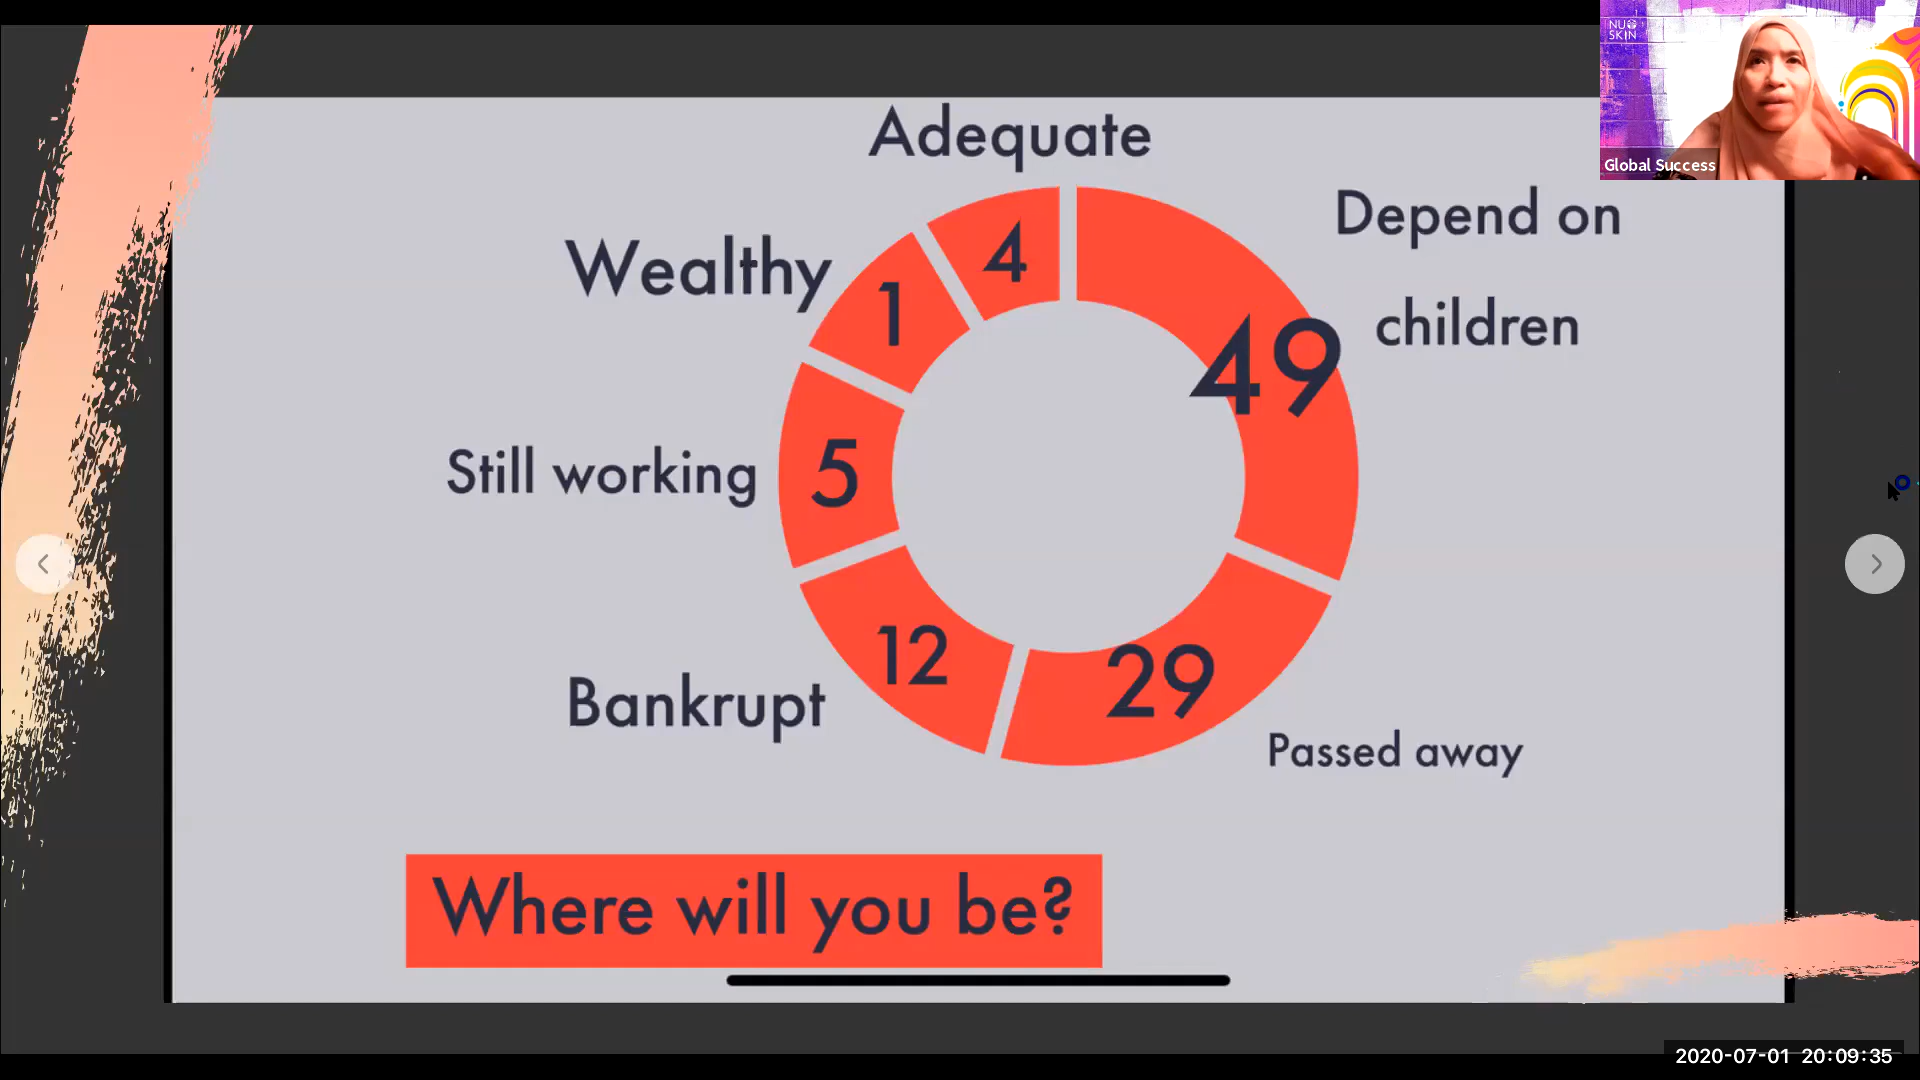 NU
SKIN
Global Success
Adequate
Depend on
children
Wealthy
4
1
49
Still working
5
12
29
Bankrupt
Passed away
Where will you be?
2020-07-01 20:09:35